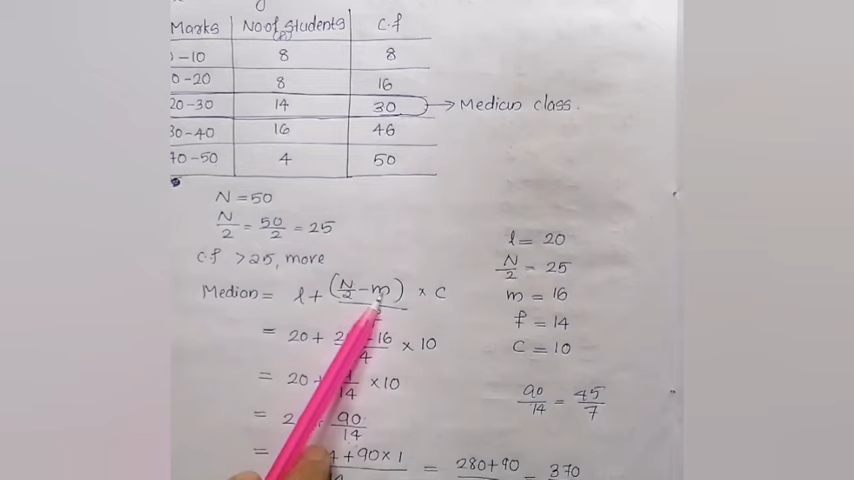 Marks No.of Students (f) C.f
0-10 8 8
0-20 8 16
20-30 14 30 → Median class.
30-40 16 46
40-50 4 50
N = 50
N/2 = 50/2 = 25
C.f > 25, more
Median = l + (N/2 - m) × C
= 20 + -16 × 10
= 20 + 14 × 10
= 90/14
= + 90×1 = 280+90 = 370
l = 20
N/2 = 25
m = 16
f = 14
C = 10
90/14 = 45/7